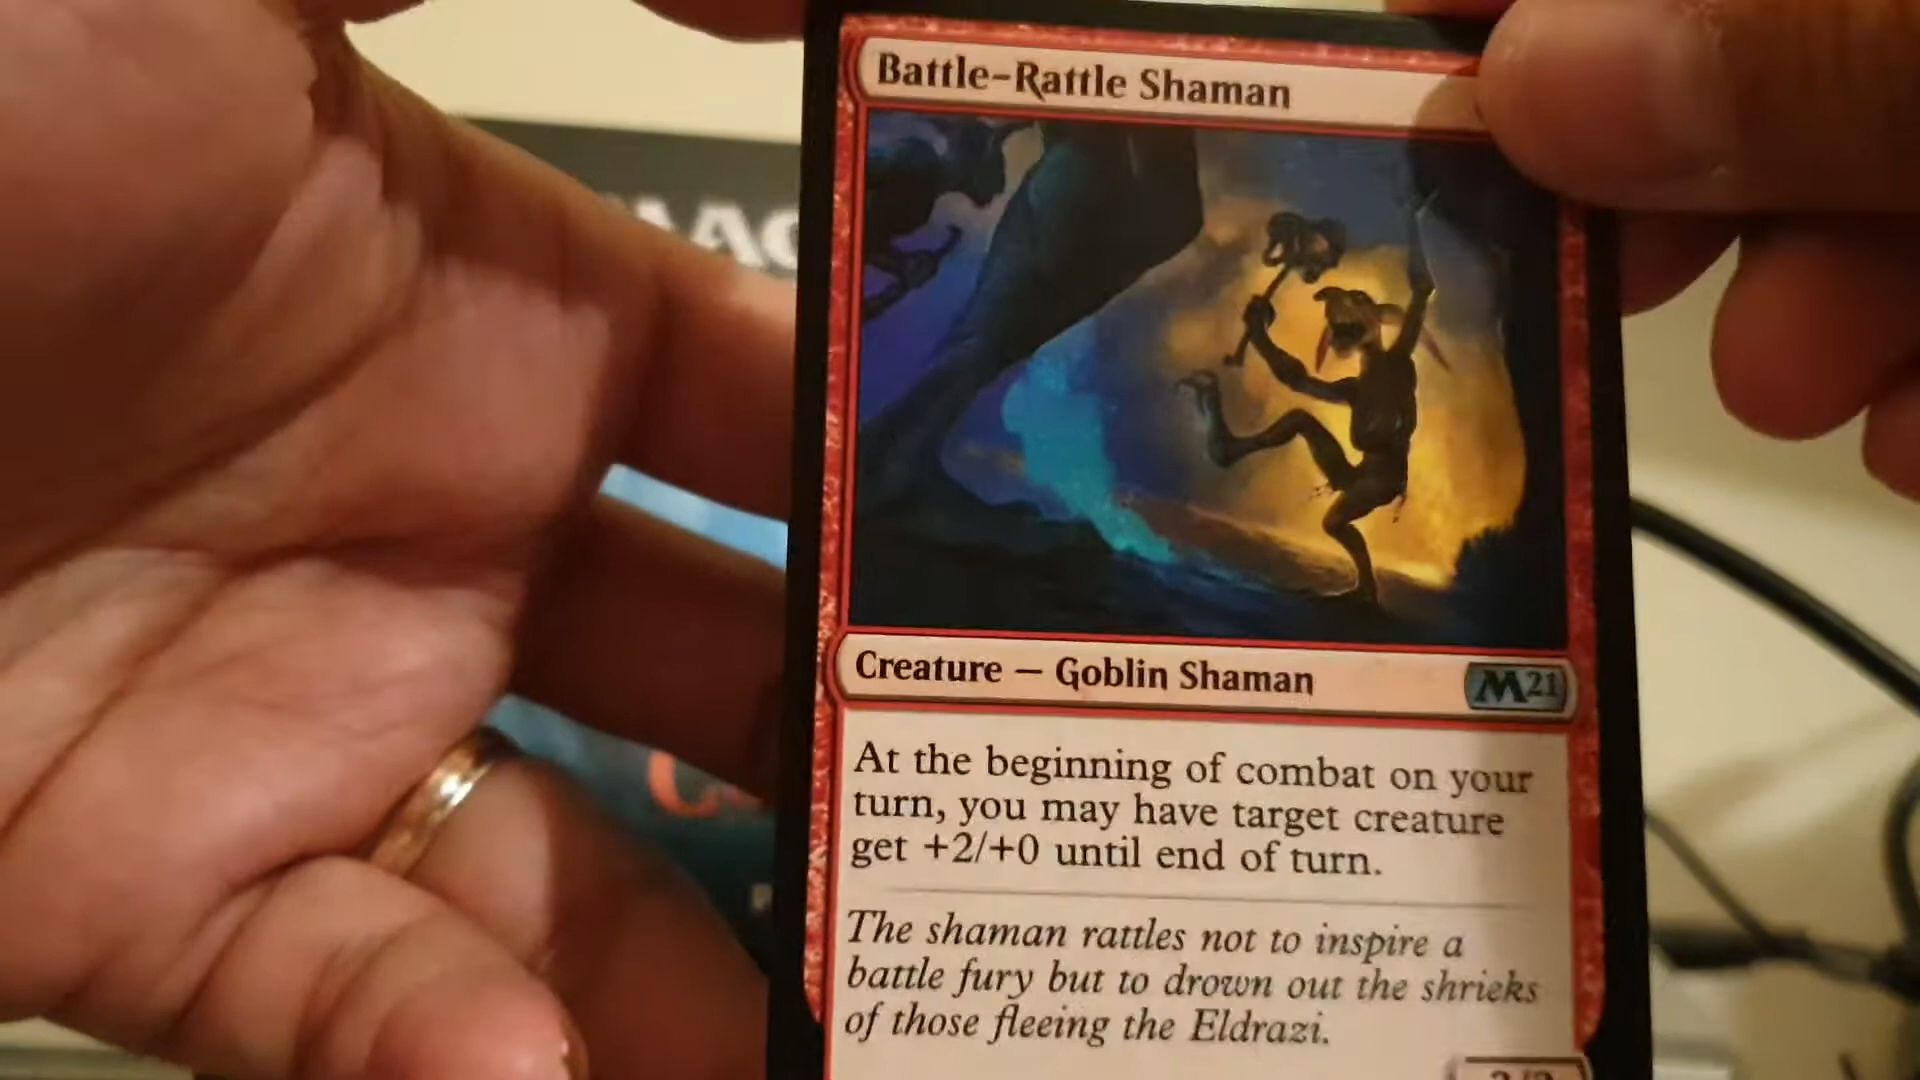 Battle-Rattle Shaman
Creature — Goblin Shaman
M21
At the beginning of combat on your
turn, you may have target creature
get +2/+0 until end of turn.
The shaman rattles not to inspire a
battle fury but to drown out the shrieks
of those fleeing the Eldrazi.